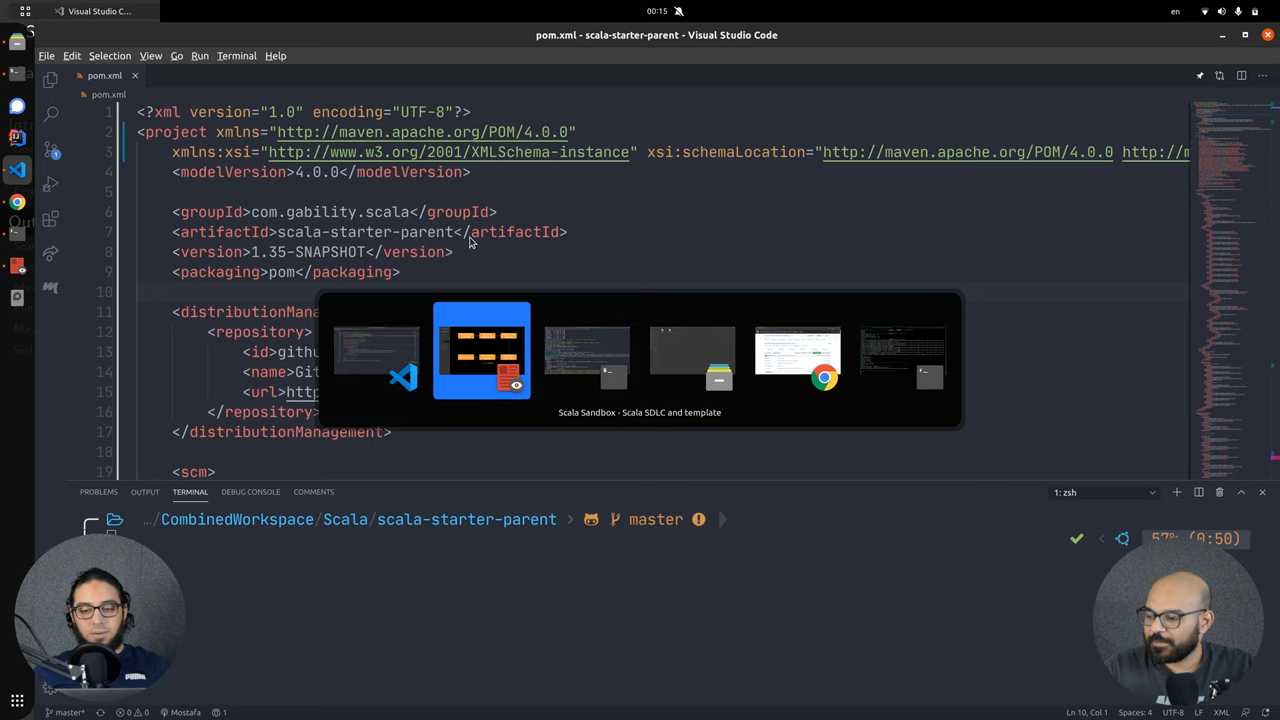 Visual Studio C...
00:15
en
pom.xml - scala-starter-parent - Visual Studio Code
File Edit Selection View Go Run Terminal Help
pom.xml
pom.xml
1 <?xml version="1.0" encoding="UTF-8"?>
2 <project xmlns="http://maven.apache.org/POM/4.0.0"
3 xmlns:xsi="http://www.w3.org/2001/XMLSchema-instance" xsi:schemaLocation="http://maven.apache.org/POM/4.0.0 http://m
4 <modelVersion>4.0.0</modelVersion>
5
6 <groupId>com.gability.scala</groupId>
7 <artifactId>scala-starter-parent</artifactId>
8 <version>1.35-SNAPSHOT</version>
9 <packaging>pom</packaging>
10
11 <distributionMana
12 <repository>
13 <id>githu
14 <name>Git
15 <url>http
16 </repository>
17 </distributionManagement>
18
19 <scm>
Scala Sandbox - Scala SDLC and template
PROBLEMS OUTPUT TERMINAL DEBUG CONSOLE COMMENTS
1: zsh
.../CombinedWorkspace/Scala/scala-starter-parent > master
57% (0:50)
master* 0 0 Mostafa 1
Ln 10, Col 1 Spaces: 4 UTF-8 LF XML